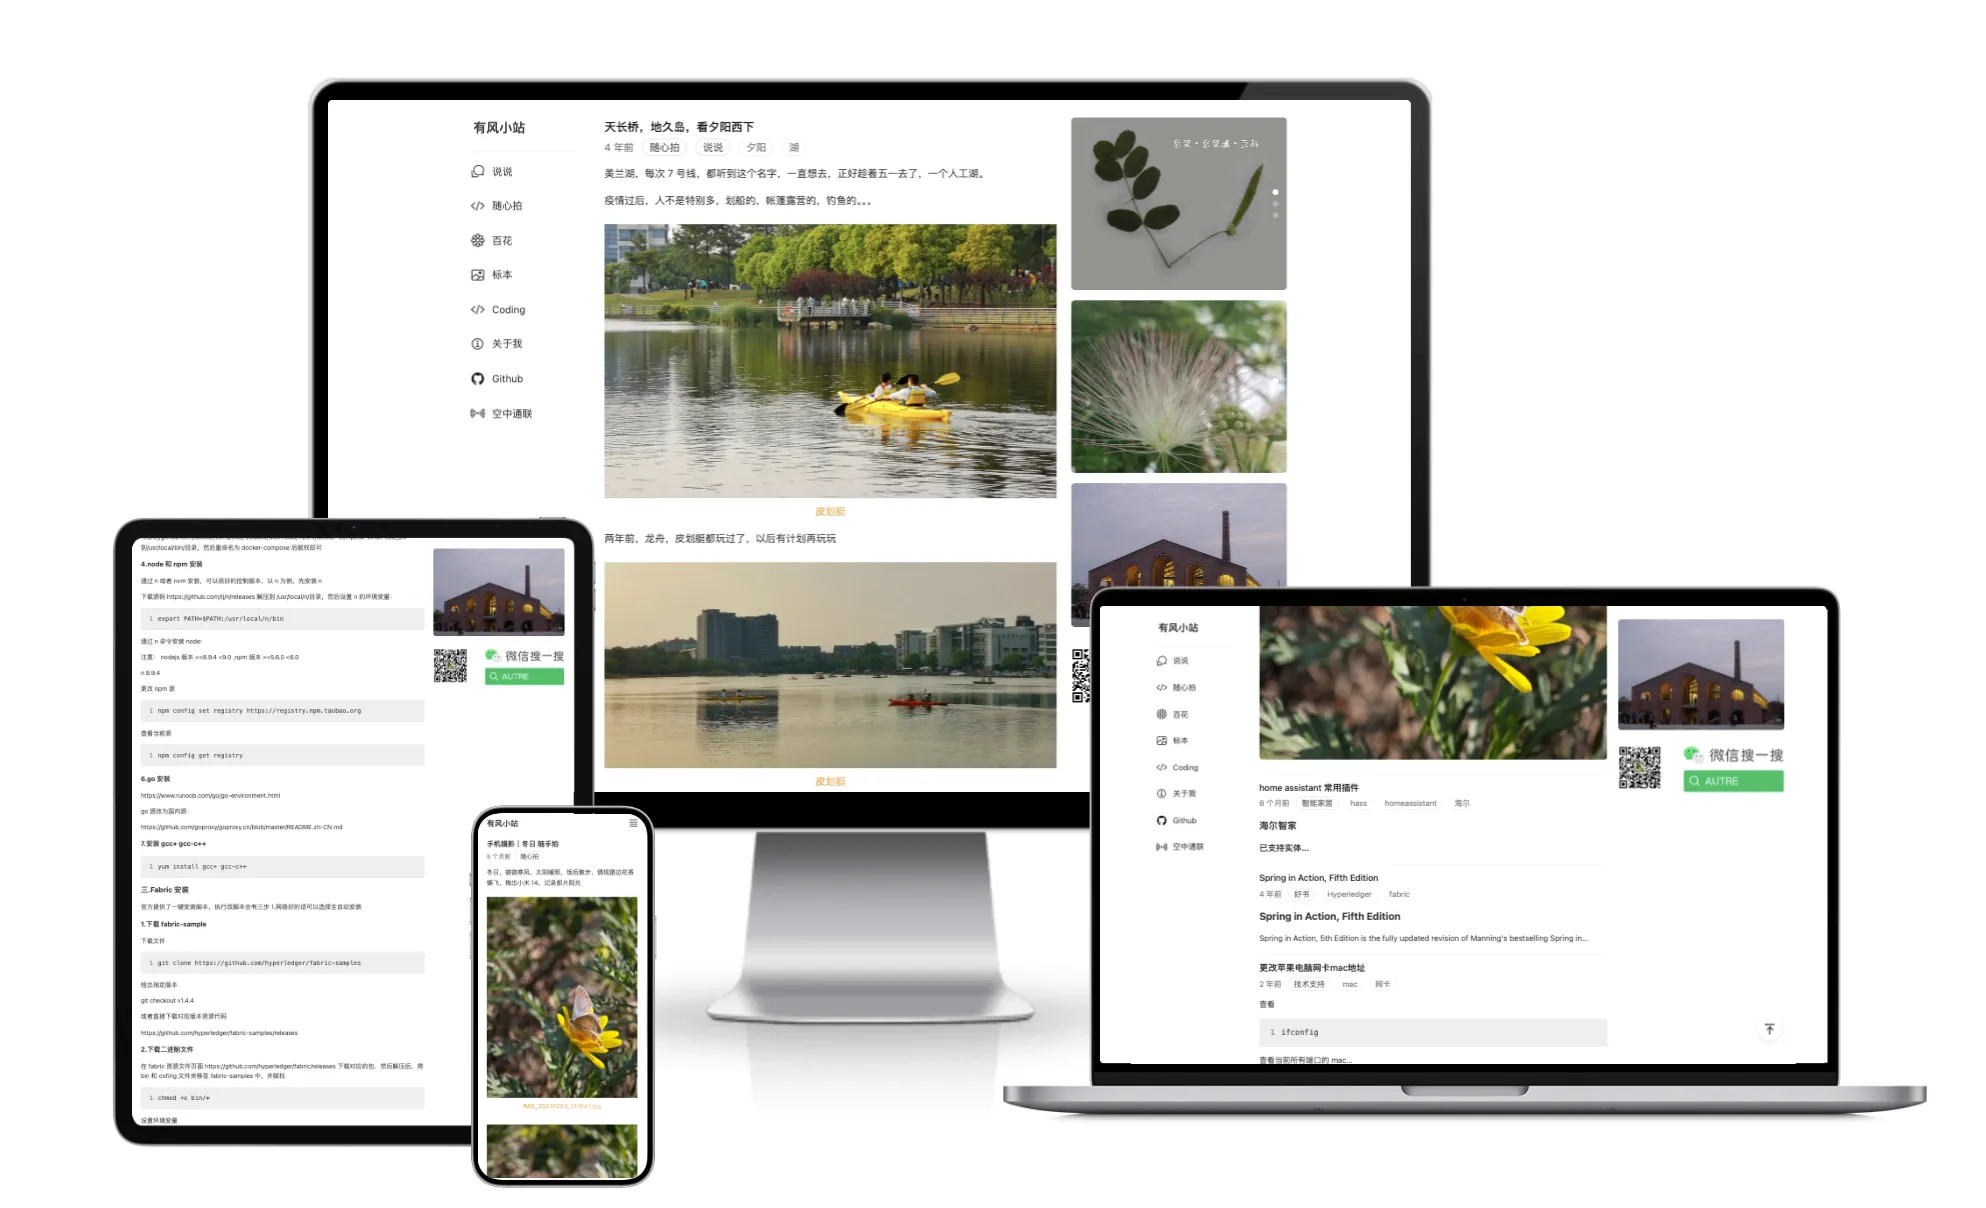 有风小站
说说
随心拍
百花
标本
Coding
关于我
Github
空中通联
天长桥，地久岛，看夕阳西下
4 年前 随心拍 说说 夕阳 湖
美兰湖，每次 7 号线，都听到这个名字，一直想去，正好趁着五一去了，一个人工湖。
疫情过后，人不是特别多，划船的，帐篷露营的，钓鱼的。。。
皮划艇
两年前，龙舟，皮划艇都玩过了，以后有计划再玩玩
皮划艇
到/usr/local/bin/目录，然后重命名为 docker-compose 后赋权即可
4.node 和 npm 安装
通过 n 或者 nvm 安装，可以很好的控制版本，以 n 为例，先安装 n
下载源码 https://github.com/tj/n/releases 解压到 /usr/local/n/目录，然后设置 n 的环境变量：
1 export PATH=$PATH:/usr/local/n/bin
通过 n 命令安装 node:
注意： nodejs 版本 >=8.9.4 <9.0 ,npm 版本 >=5.6.0 <6.0
n 8.9.4
更改 npm 源
1 npm config set registry https://registry.npm.taobao.org
查看当前源
1 npm config get registry
6.go 安装
https://www.runoob.com/go/go-environment.html
go 源改为国内源：
https://github.com/goproxy/goproxy.cn/blob/master/README.zh-CN.md
7.安装 gcc+ gcc-c++
1 yum install gcc+ gcc-c++
三.Fabric 安装
官方提供了一键安装脚本，执行改脚本会有三步 1.网络好的话可以选择全自动安装
1.下载 fabric-sample
下载文件
1 git clone https://github.com/hyperledger/fabric-samples
检出指定版本
git checkout v1.4.4
或者直接下载对应版本资源代码
https://github.com/hyperledger/fabric-samples/releases
2.下载二进制文件
在 fabric 资源文件页面 https://github.com/hyperledger/fabric/releases 下载对应的包，然后解压后，将
bin 和 cofing 文件夹移至 fabric-samples 中，并赋权
1 chmod +x bin/*
设置环境变量
微信搜一搜
AUTRE
有风小站
手机摄影 | 冬日 随手拍
5 个月前 随心拍
冬日，微微寒风，太阳暖照，饭后散步，偶现路边花香
蝶飞，掏出小米 14，记录那片阳光
有风小站
说说
随心拍
百花
标本
Coding
关于我
Github
空中通联
home assistant 常用插件
8 个月前 智能家居 hass homeassistant 海尔
海尔智家
已支持实体...
Spring in Action, Fifth Edition
4 年前 好书 Hyperledger fabric
Spring in Action, Fifth Edition
Spring in Action, 5th Edition is the fully updated revision of Manning's bestselling Spring in...
更改苹果电脑网卡mac地址
2 年前 技术支持 mac 网卡
查看
1 ifconfig
查看当前所有端口的 mac...
微信搜一搜
AUTRE